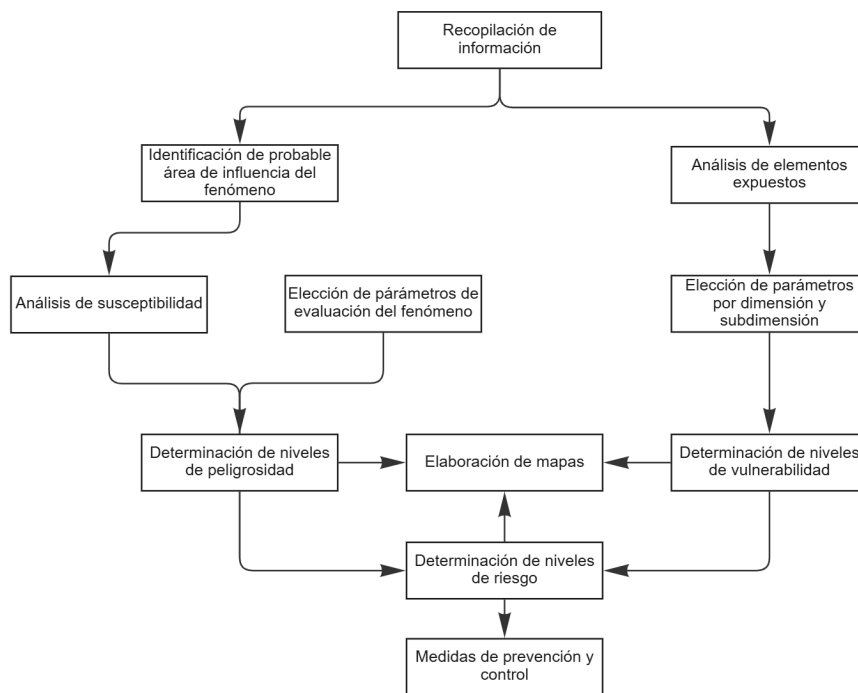 Recopilación de
información
Identificación de probable
área de influencia del
fenómeno
Análisis de elementos
expuestos
Análisis de susceptibilidad
Elección de párámetros de
evaluación del fenómeno
Elección de parámetros
por dimensión y
subdimensión
Determinación de niveles
de peligrosidad
Elaboración de mapas
Determinación de niveles
de vulnerabilidad
Determinación de niveles
de riesgo
Medidas de prevención y
control